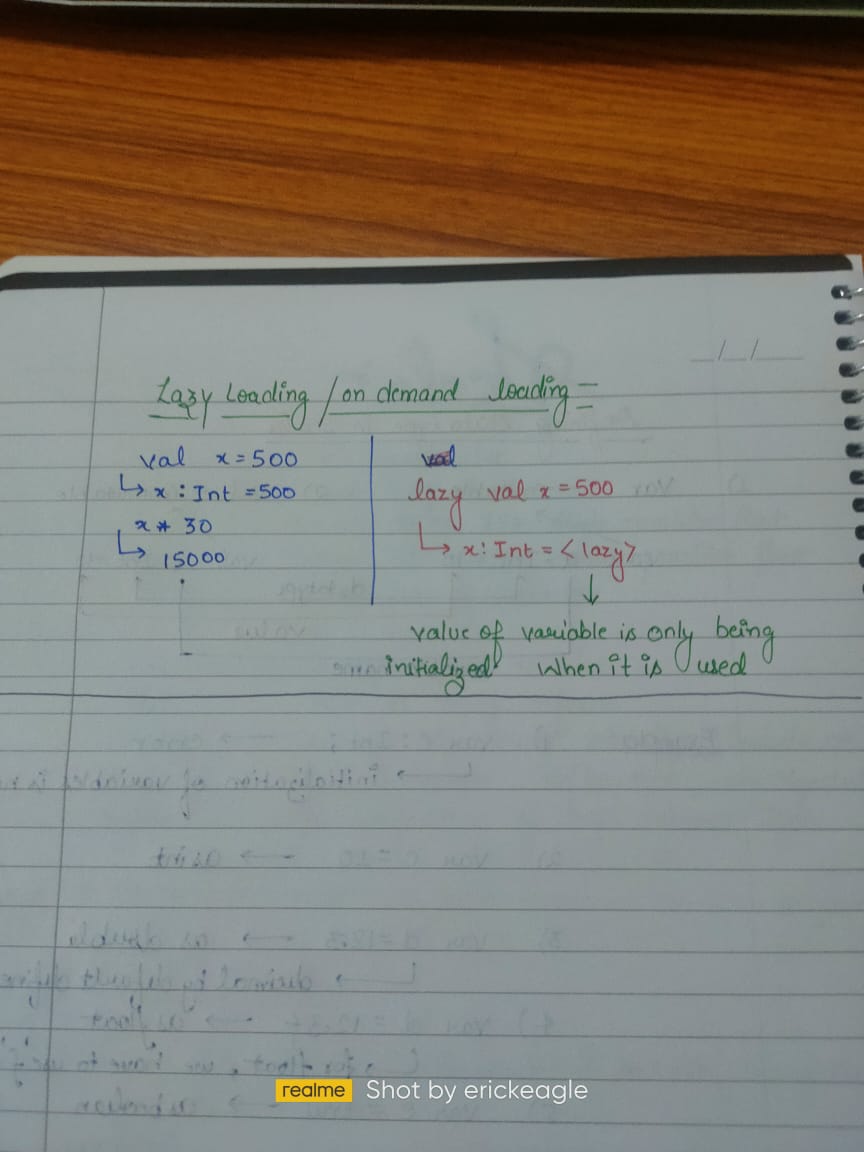 Lazy Loading / on demand loading =
val x = 500
↳ x : Int = 500
x * 30
↳ 15000
lazy val x = 500
↳ x : Int = <lazy>
↓
value of variable is only being
initialized when it is used
realme Shot by erickeagle